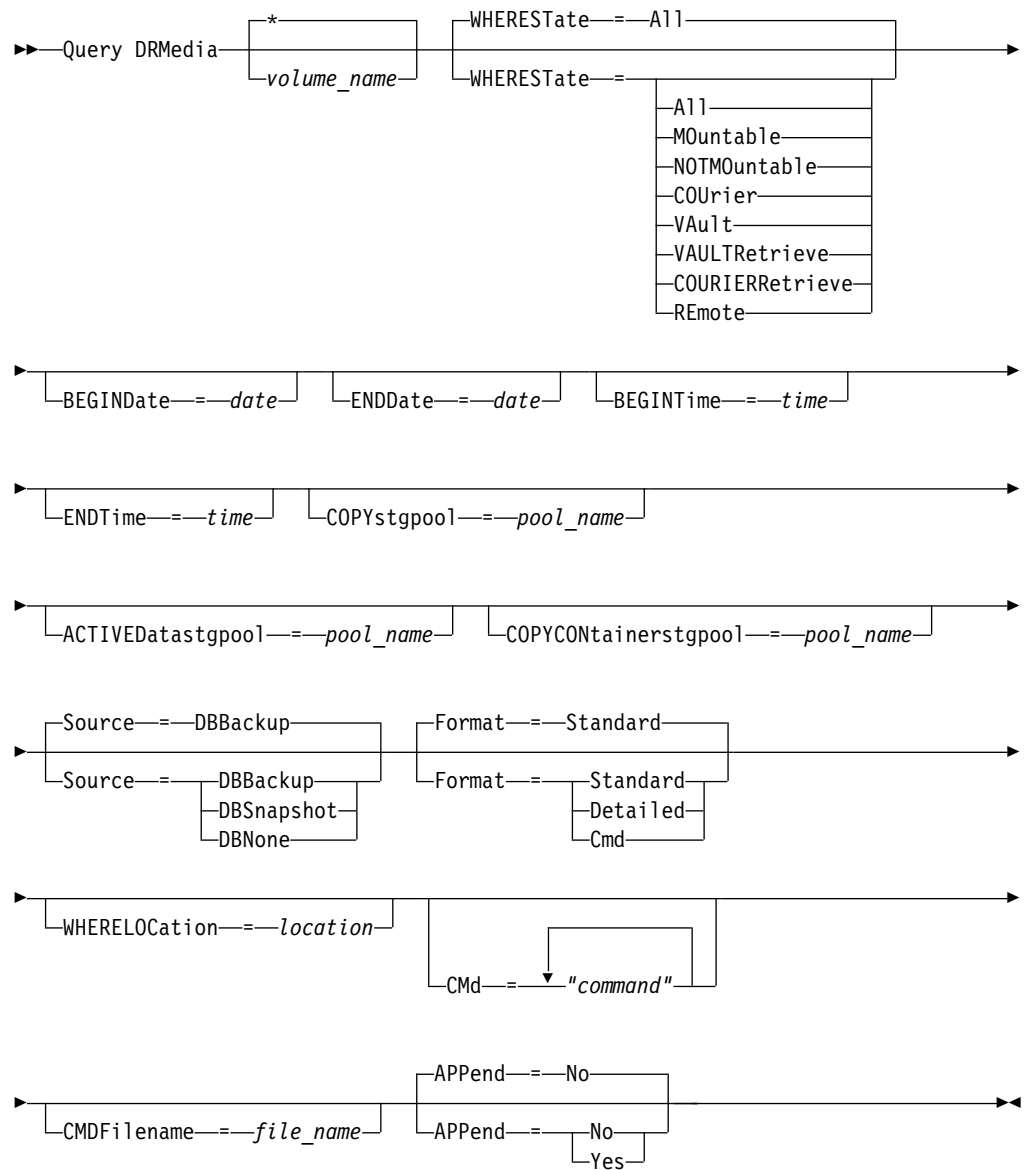 * WHEREState = All
Query DRMedia
volume_name WHEREState =
All
MOuntable
NOTMOuntable
COUrier
VAult
VAULTRetrieve
COURIERRetrieve
REmote
BEGINDate = date ENDDate = date BEGINTime = time
ENDTime = time COPYstgpool = pool_name
ACTIVEDatastgpool = pool_name COPYCONtainerstgpool = pool_name
Source = DBBackup Format = Standard
Source = DBBackup Format = Standard
DBSnapshot Detailed
DBNone Cmd
WHERELOCation = location
CMd = "command"
APPend = No
CMDFilename = file_name APPend = No
Yes